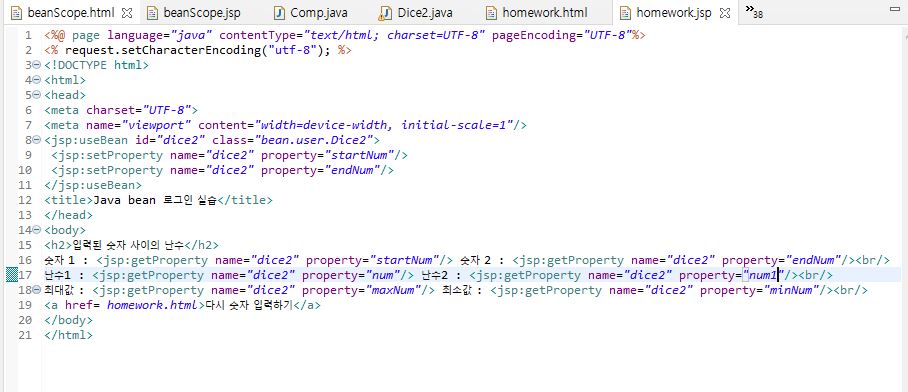 beanScope.html beanScope.jsp Comp.java Dice2.java homework.html homework.jsp 38
1 <%@ page language="java" contentType="text/html; charset=UTF-8" pageEncoding="UTF-8"%>
2 <% request.setCharacterEncoding("utf-8"); %>
3 <!DOCTYPE html>
4 <html>
5 <head>
6 <meta charset="UTF-8">
7 <meta name="viewport" content="width=device-width, initial-scale=1"/>
8 <jsp:useBean id="dice2" class="bean.user.Dice2">
9 <jsp:setProperty name="dice2" property="startNum"/>
10 <jsp:setProperty name="dice2" property="endNum"/>
11 </jsp:useBean>
12 <title>Java bean 로그인 실습</title>
13 </head>
14 <body>
15 <h2>입력된 숫자 사이의 난수</h2>
16 숫자 1 : <jsp:getProperty name="dice2" property="startNum"/> 숫자 2 : <jsp:getProperty name="dice2" property="endNum"/><br/>
17 난수1 : <jsp:getProperty name="dice2" property="num"/> 난수2 : <jsp:getProperty name="dice2" property="num1"/><br/>
18 최대값 : <jsp:getProperty name="dice2" property="maxNum"/> 최소값 : <jsp:getProperty name="dice2" property="minNum"/><br/>
19 <a href= homework.html>다시 숫자 입력하기</a>
20 </body>
21 </html>